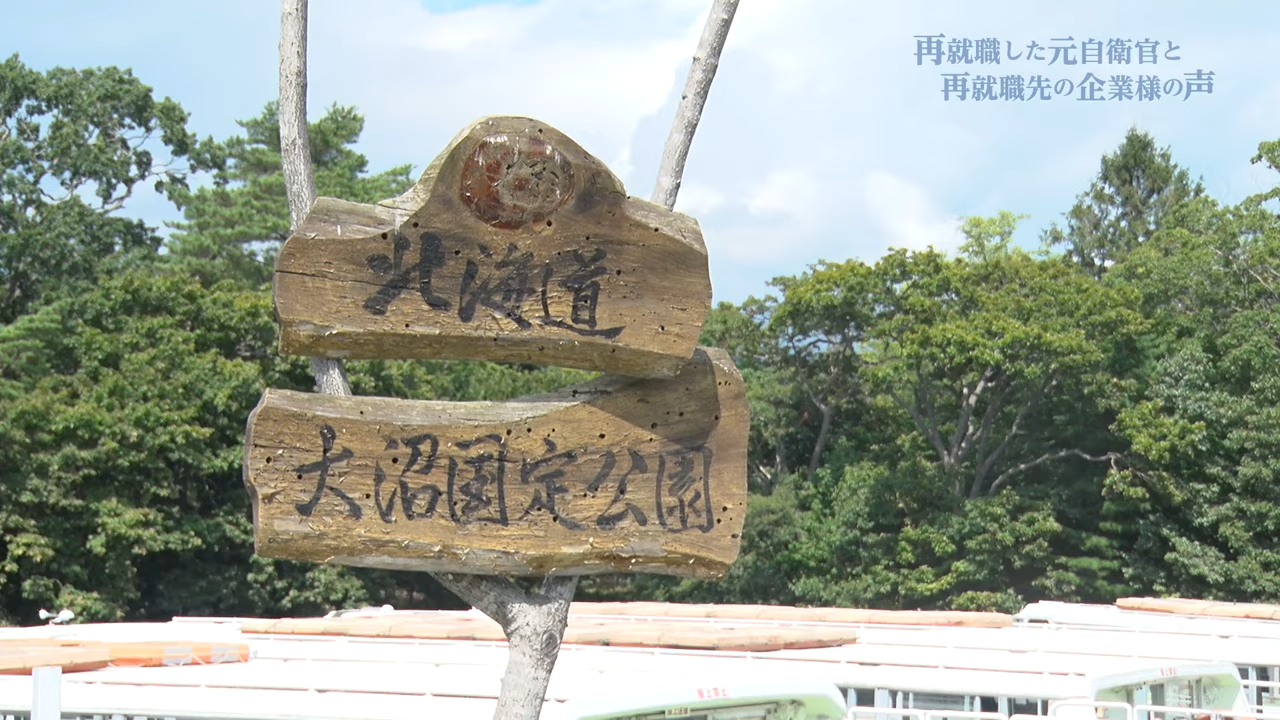 再就職した元自衛官と
再就職先の企業様の声
北海道
大沼国定公園